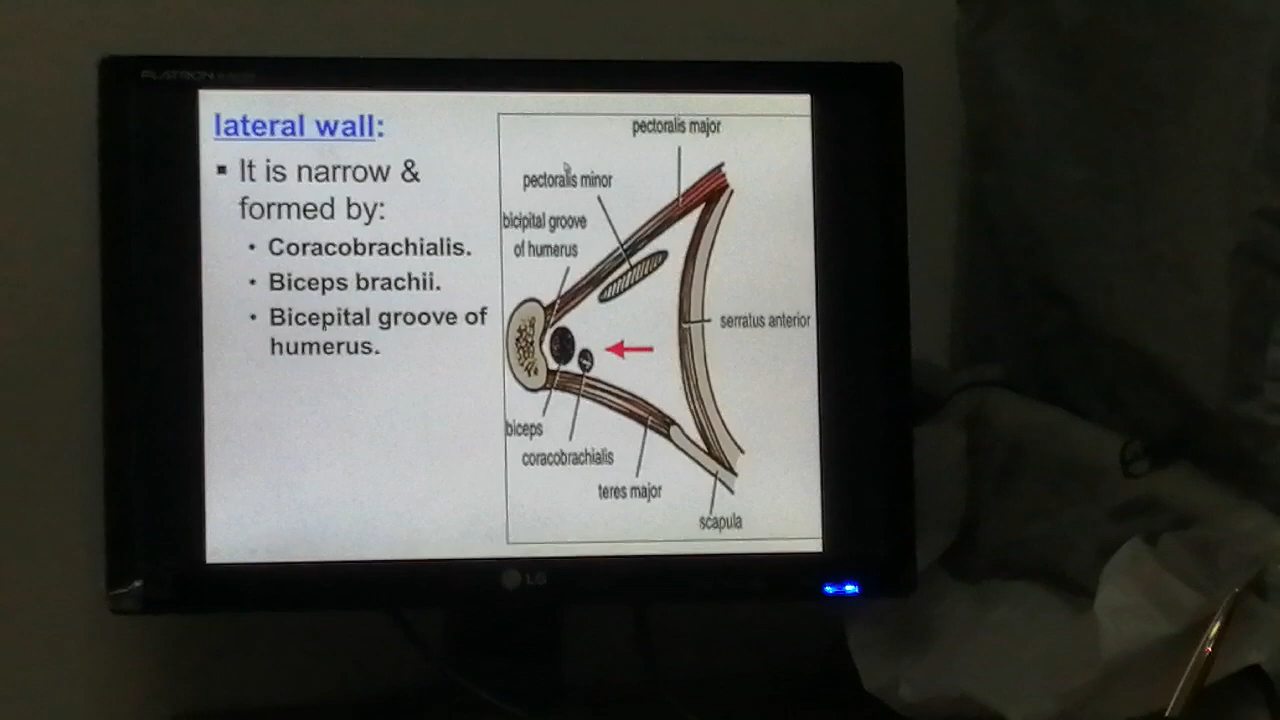 FLATRON
lateral wall:
▪ It is narrow &
formed by:
• Coracobrachialis.
• Biceps brachii.
• Bicepital groove of
humerus.
pectoralis major
pectoralis minor
bicipital groove
of humerus
serratus anterior
biceps
coracobrachialis
teres major
scapula
LG